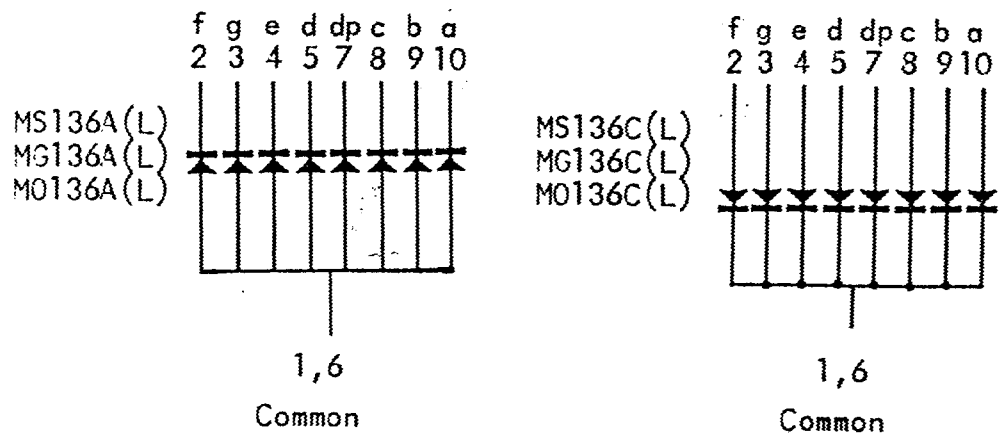 f g e d dp c b a
2 3 4 5 7 8 9 10
MS136A(L)
MG136A(L)
MO136A(L)
1,6
Common
f g e d dp c b a
2 3 4 5 7 8 9 10
MS136C(L)
MG136C(L)
MO136C(L)
1,6
Common